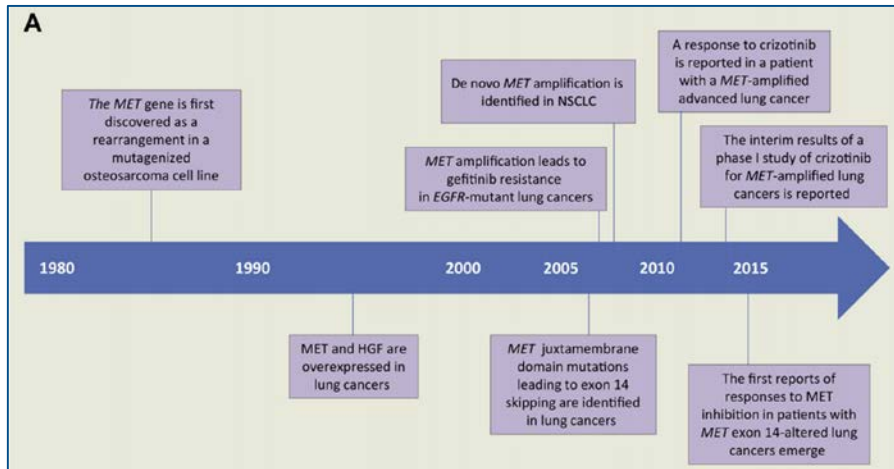 A
The MET gene is first
discovered as a
rearrangement in a
mutagenized
osteosarcoma cell line
De novo MET amplification is
identified in NSCLC
MET amplification leads to
gefitinib resistance
in EGFR-mutant lung cancers
A response to crizotinib
is reported in a patient
with a MET-amplified
advanced lung cancer
The interim results of a
phase I study of crizotinib
for MET-amplified lung
cancers is reported
1980 1990 2000 2005 2010 2015
MET and HGF are
overexpressed in
lung cancers
MET juxtamembrane
domain mutations
leading to exon 14
skipping are identified
in lung cancers
The first reports of
responses to MET
inhibition in patients with
MET exon 14-altered lung
cancers emerge